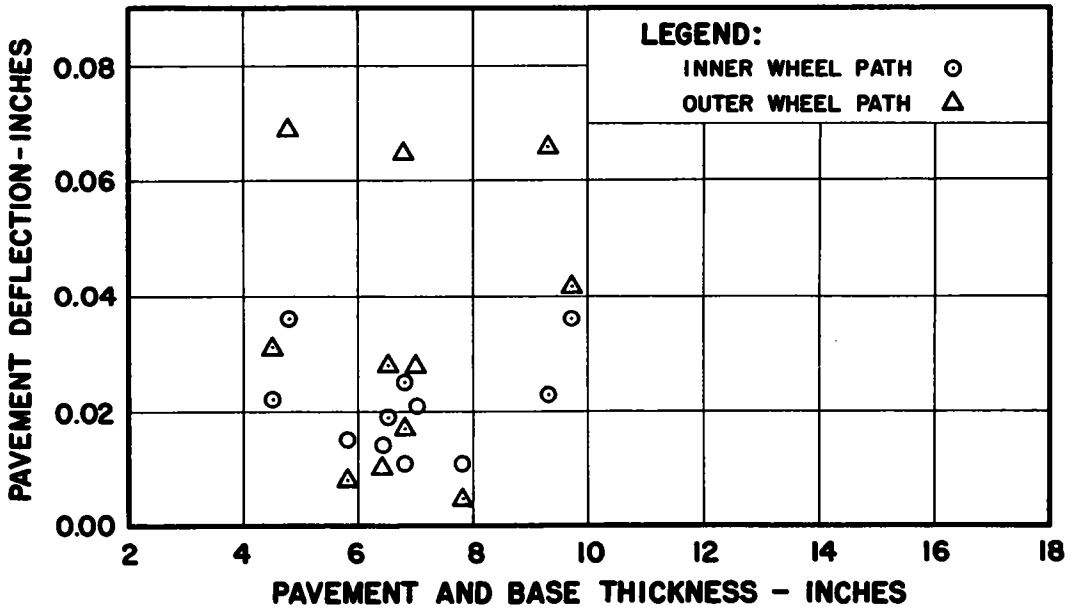 LEGEND:
INNER WHEEL PATH
OUTER WHEEL PATH
PAVEMENT DEFLECTION-INCHES
0.08
0.06
0.04
0.02
0.00
2 4 6 8 10 12 14 16 18
PAVEMENT AND BASE THICKNESS - INCHES